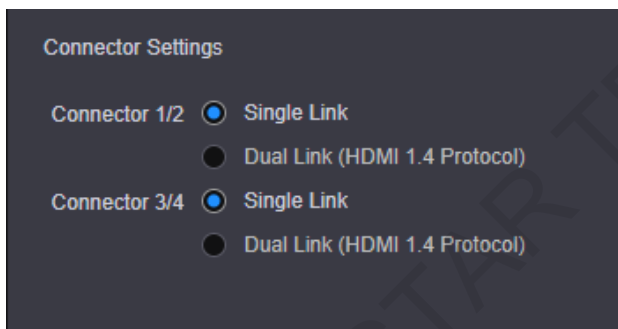 Connector Settings
Connector 1/2 Single Link
Dual Link (HDMI 1.4 Protocol)
Connector 3/4 Single Link
Dual Link (HDMI 1.4 Protocol)